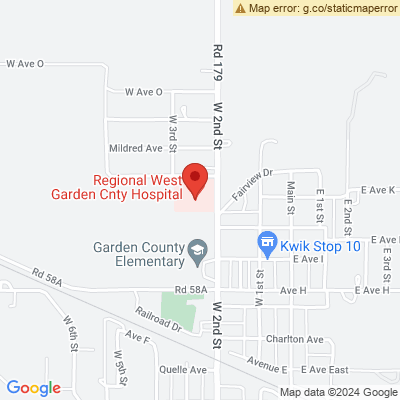 Map error: g.co/staticmaperror
Rd 179
W Ave O
W Ave O
W 2nd St
W 3rd St
Mildred Ave
Regional West
Garden Cnty Hospital
Fairview Dr
Main St
E 1st St
E Ave K
E 2nd St
E 3rd St
Garden County
Elementary
Kwik Stop 10
E Ave I
E Ave
W 1st St
Rd 58A
Rd 58A
Ave H
E Ave H
Railroad Dr
W 2nd St
W 6th St
W 5th St
Ave F
Charlton Ave
Quelle Ave
Avenue E
E Ave East
Google
Map data ©2024 Google